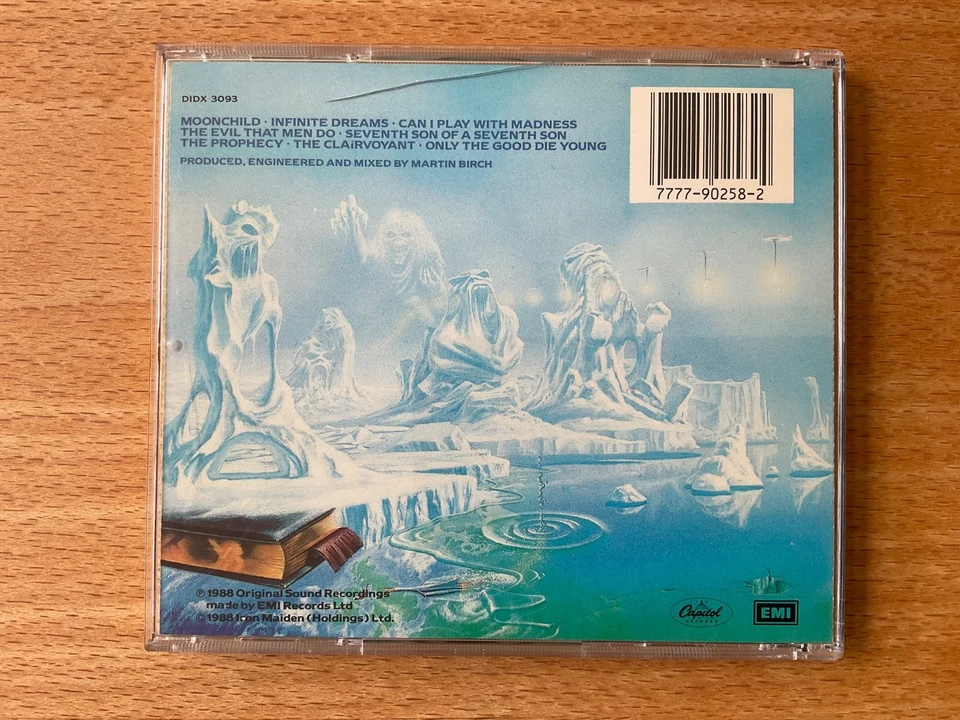 DIDX 3093
MOONCHILD · INFINITE DREAMS · CAN I PLAY WITH MADNESS
THE EVIL THAT MEN DO · SEVENTH SON OF A SEVENTH SON
THE PROPHECY · THE CLAIRVOYANT · ONLY THE GOOD DIE YOUNG
PRODUCED, ENGINEERED AND MIXED BY MARTIN BIRCH
7777-90258-2
℗ 1988 Original Sound Recordings
made by EMI Records Ltd
© 1988 Iron Maiden (Holdings) Ltd.
Capitol
RECORDS
EMI